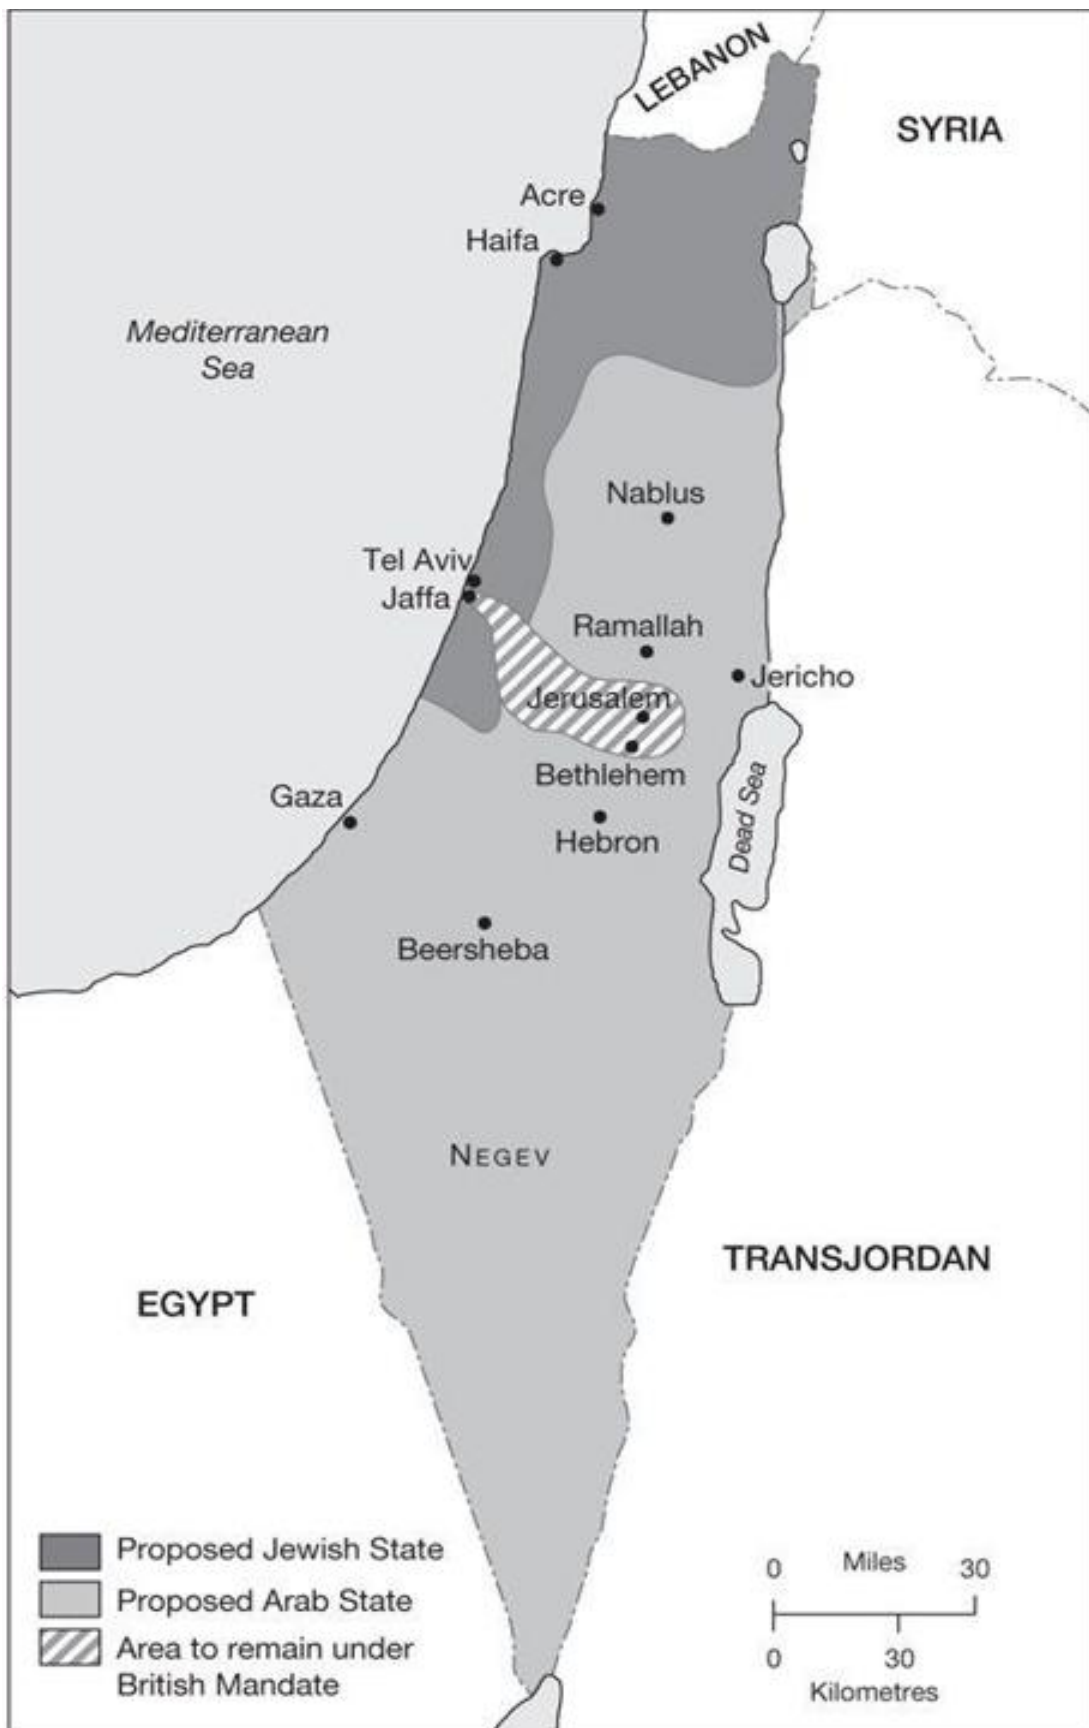 LEBANON
SYRIA
Acre
Haifa
Mediterranean
Sea
Nablus
Tel Aviv
Jaffa
Ramallah
Jericho
Jerusalem
Bethlehem
Gaza
Hebron
Dead Sea
Beersheba
NEGEV
TRANSJORDAN
EGYPT
Proposed Jewish State
Proposed Arab State
Area to remain under
British Mandate
0 Miles 30
0 30
Kilometres